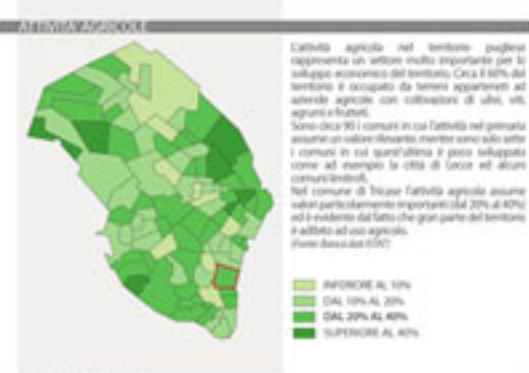 ATTIVITA' AGRICOLE
L'attività agricola nel territorio pugliese
rappresenta un settore molto importante per lo
sviluppo economico del territorio. Circa il 60% del
territorio è occupato da terreni appartenenti ad
aziende agricole con coltivazioni di ulivi, viti,
agrumi e frutteti.
Sono circa 90 i comuni in cui l'attività nel primario
assume un valore rilevante, mentre sono solo sette
i comuni in cui quest'ultima è poco sviluppata
come ad esempio la città di Lecce ed alcuni
comuni limitrofi.
Nel comune di Tricase l'attività agricola assume
valori particolarmente importanti (dal 20% al 40%)
ed è evidente dal fatto che gran parte del territorio
è adibito ad uso agricolo.
(Fonte: Banca dati ISTAT)
INFERIORE AL 10%
DAL 10% AL 20%
DAL 20% AL 40%
SUPERIORE AL 40%